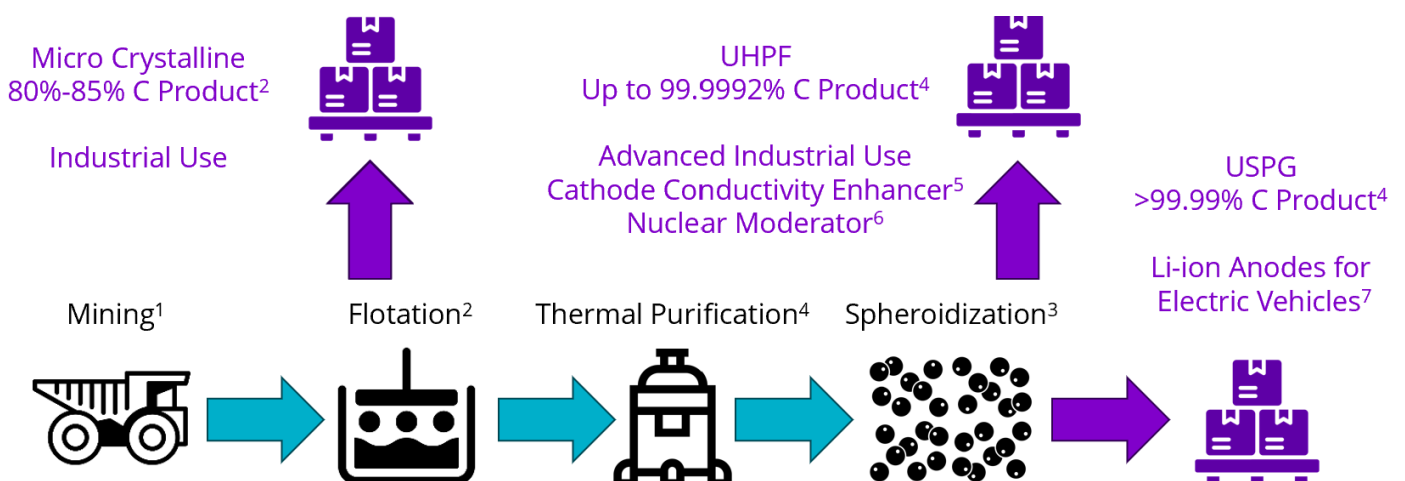 Micro Crystalline
80%-85% C Product²
Industrial Use
UHPF
Up to 99.9992% C Product⁴
Advanced Industrial Use
Cathode Conductivity Enhancer⁵
Nuclear Moderator⁶
USPG
>99.99% C Product⁴
Li-ion Anodes for
Electric Vehicles⁷
Mining¹
Flotation²
Thermal Purification⁴
Spheroidization³